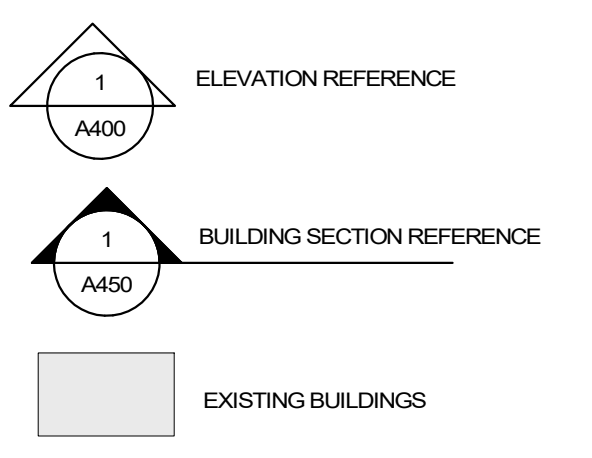 1 ELEVATION REFERENCE
A400
1 BUILDING SECTION REFERENCE
A450
EXISTING BUILDINGS